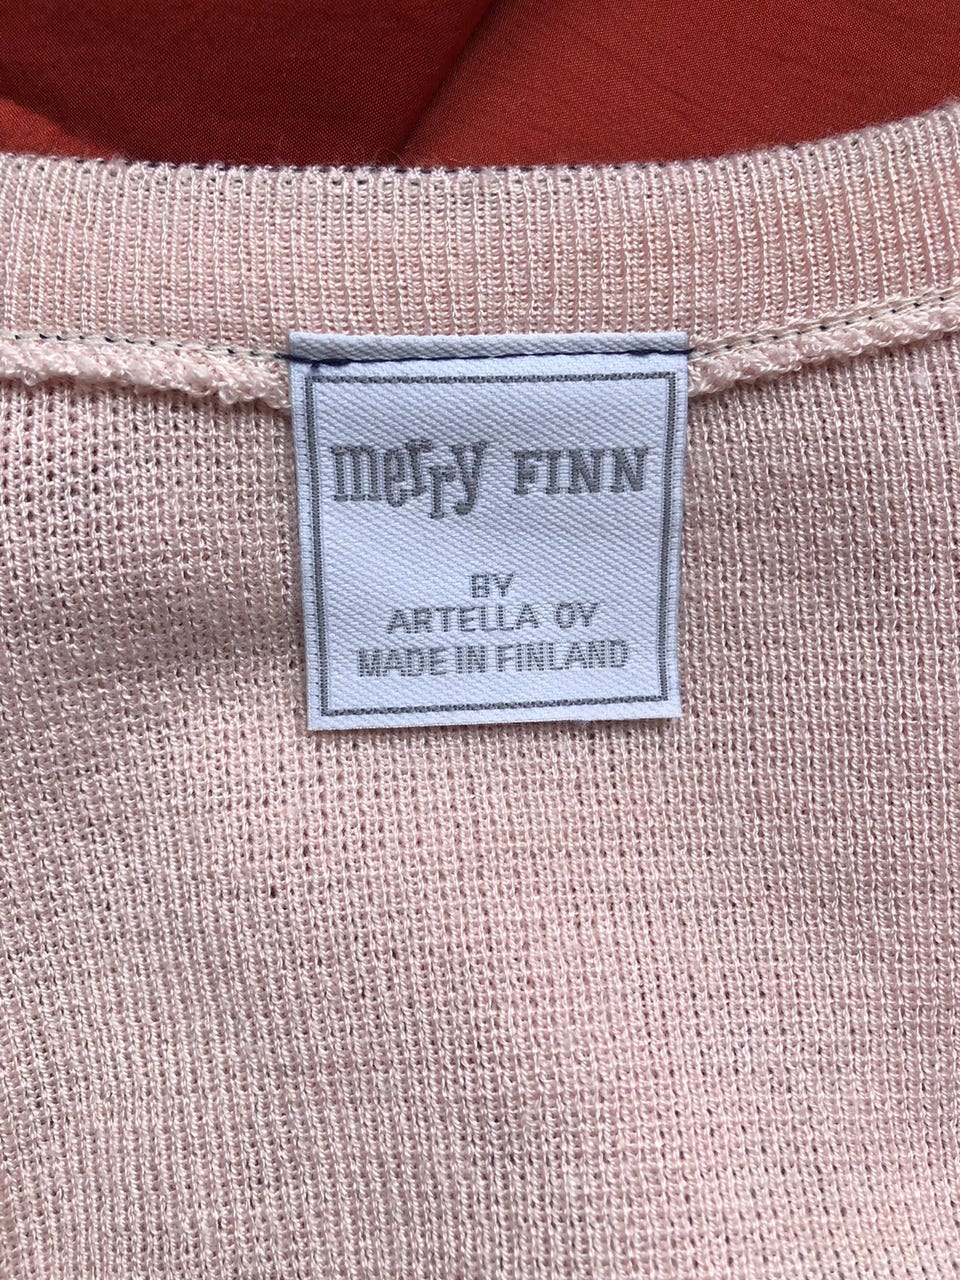 merry FINN
BY
ARTELLA OY
MADE IN FINLAND